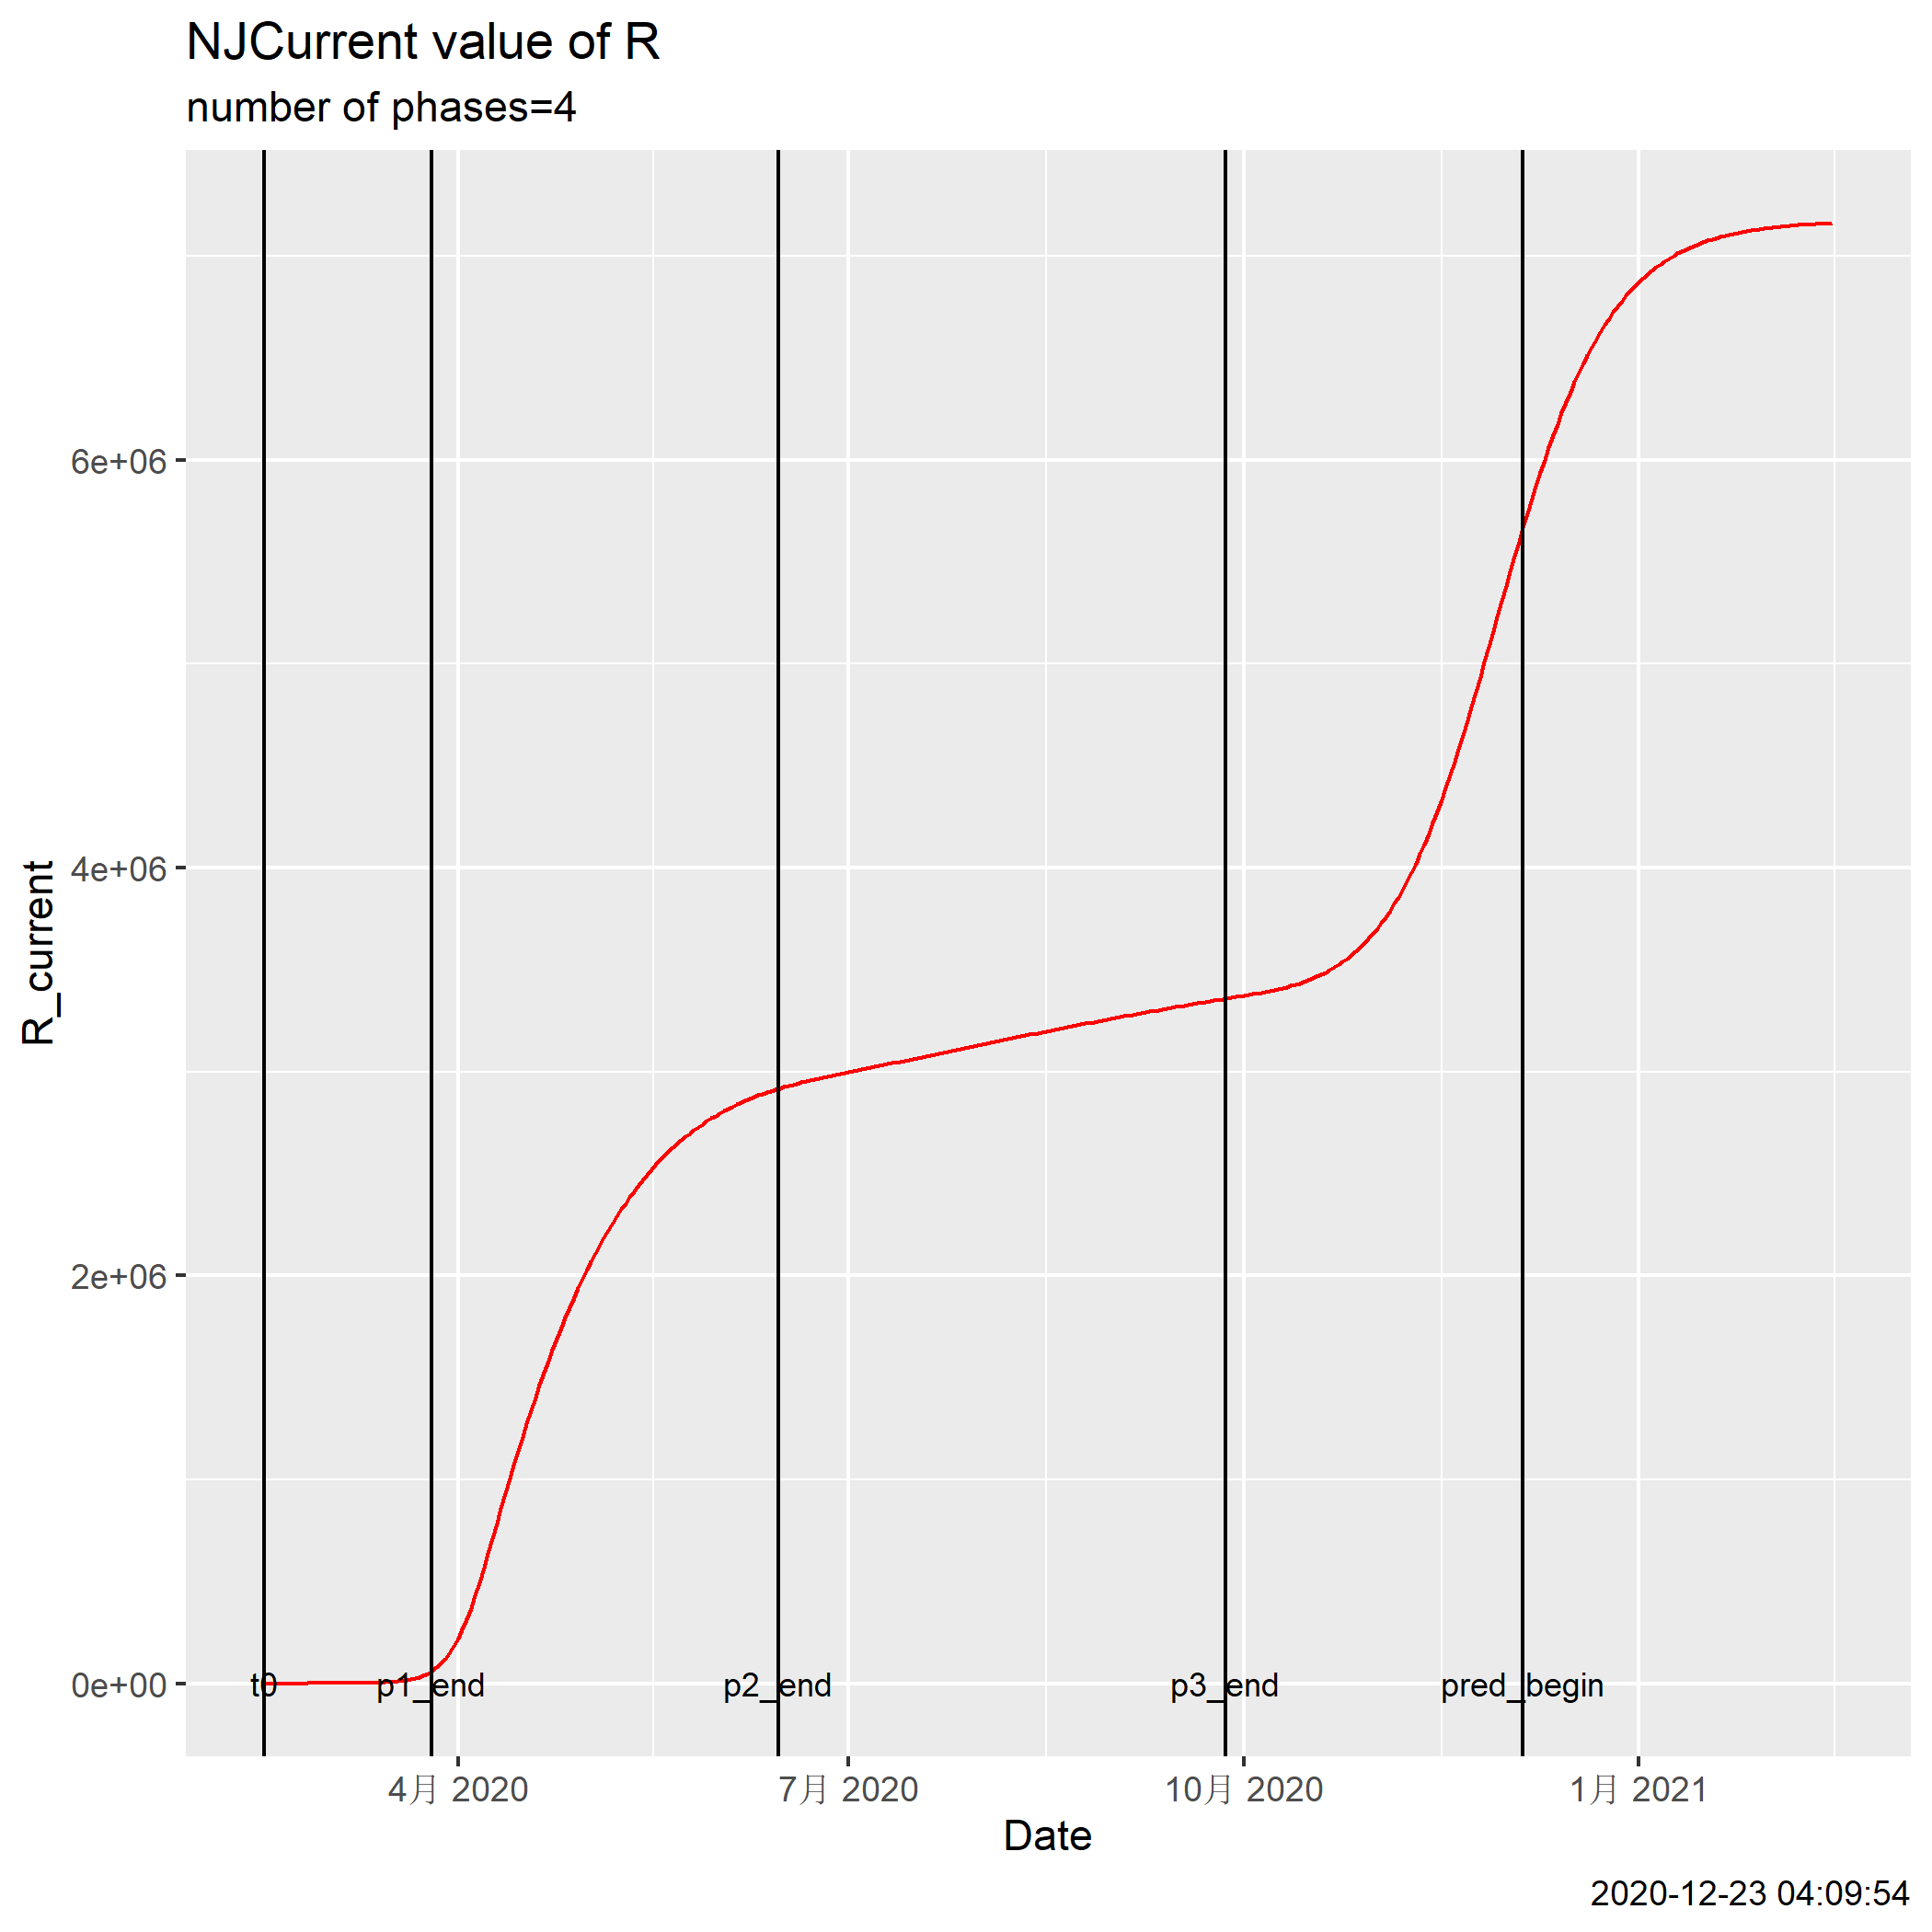 NJCurrent value of R
number of phases=4
R_current
6e+06
4e+06
2e+06
0e+00
t0
p1_end
p2_end
p3_end
pred_begin
4月 2020
7月 2020
10月 2020
1月 2021
Date
2020-12-23 04:09:54